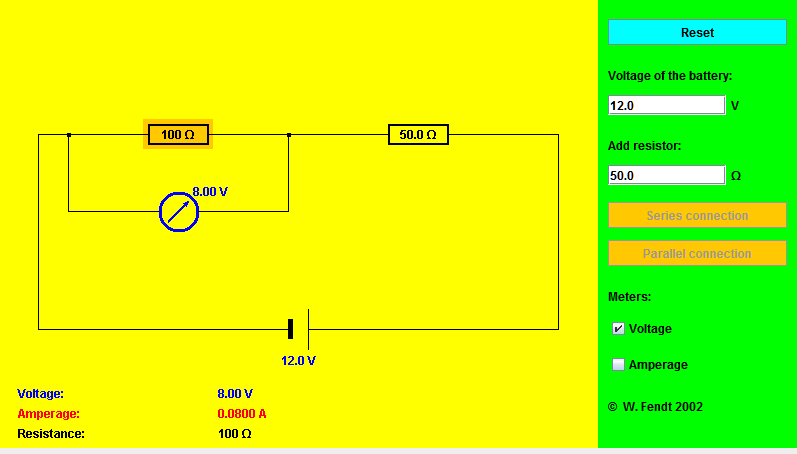 Reset
Voltage of the battery:
12.0 V
100 Ω 50.0 Ω
Add resistor:
50.0 Ω
8.00 V
Series connection
Parallel connection
Meters:
Voltage
12.0 V
Amperage
Voltage: 8.00 V
Amperage: 0.0800 A
Resistance: 100 Ω
© W. Fendt 2002